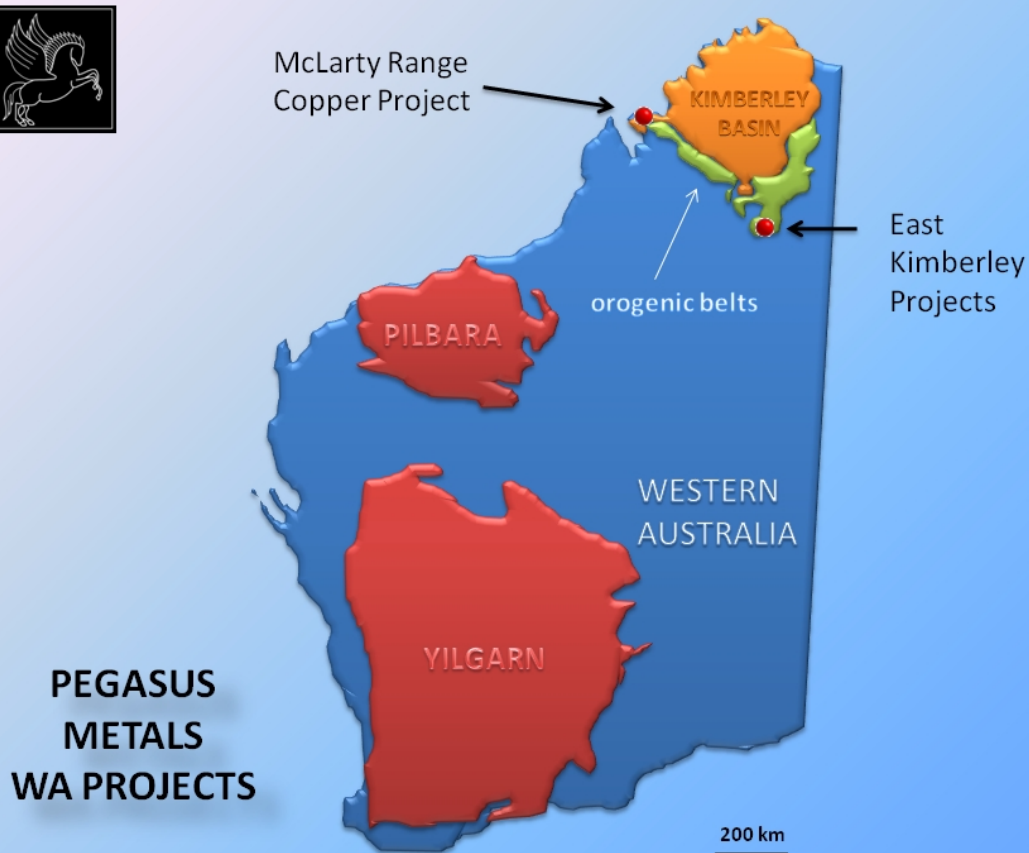 McLarty Range
Copper Project
KIMBERLEY
BASIN
East
Kimberley
Projects
orogenic belts
PILBARA
WESTERN
AUSTRALIA
YILGARN
PEGASUS
METALS
WA PROJECTS
200 km